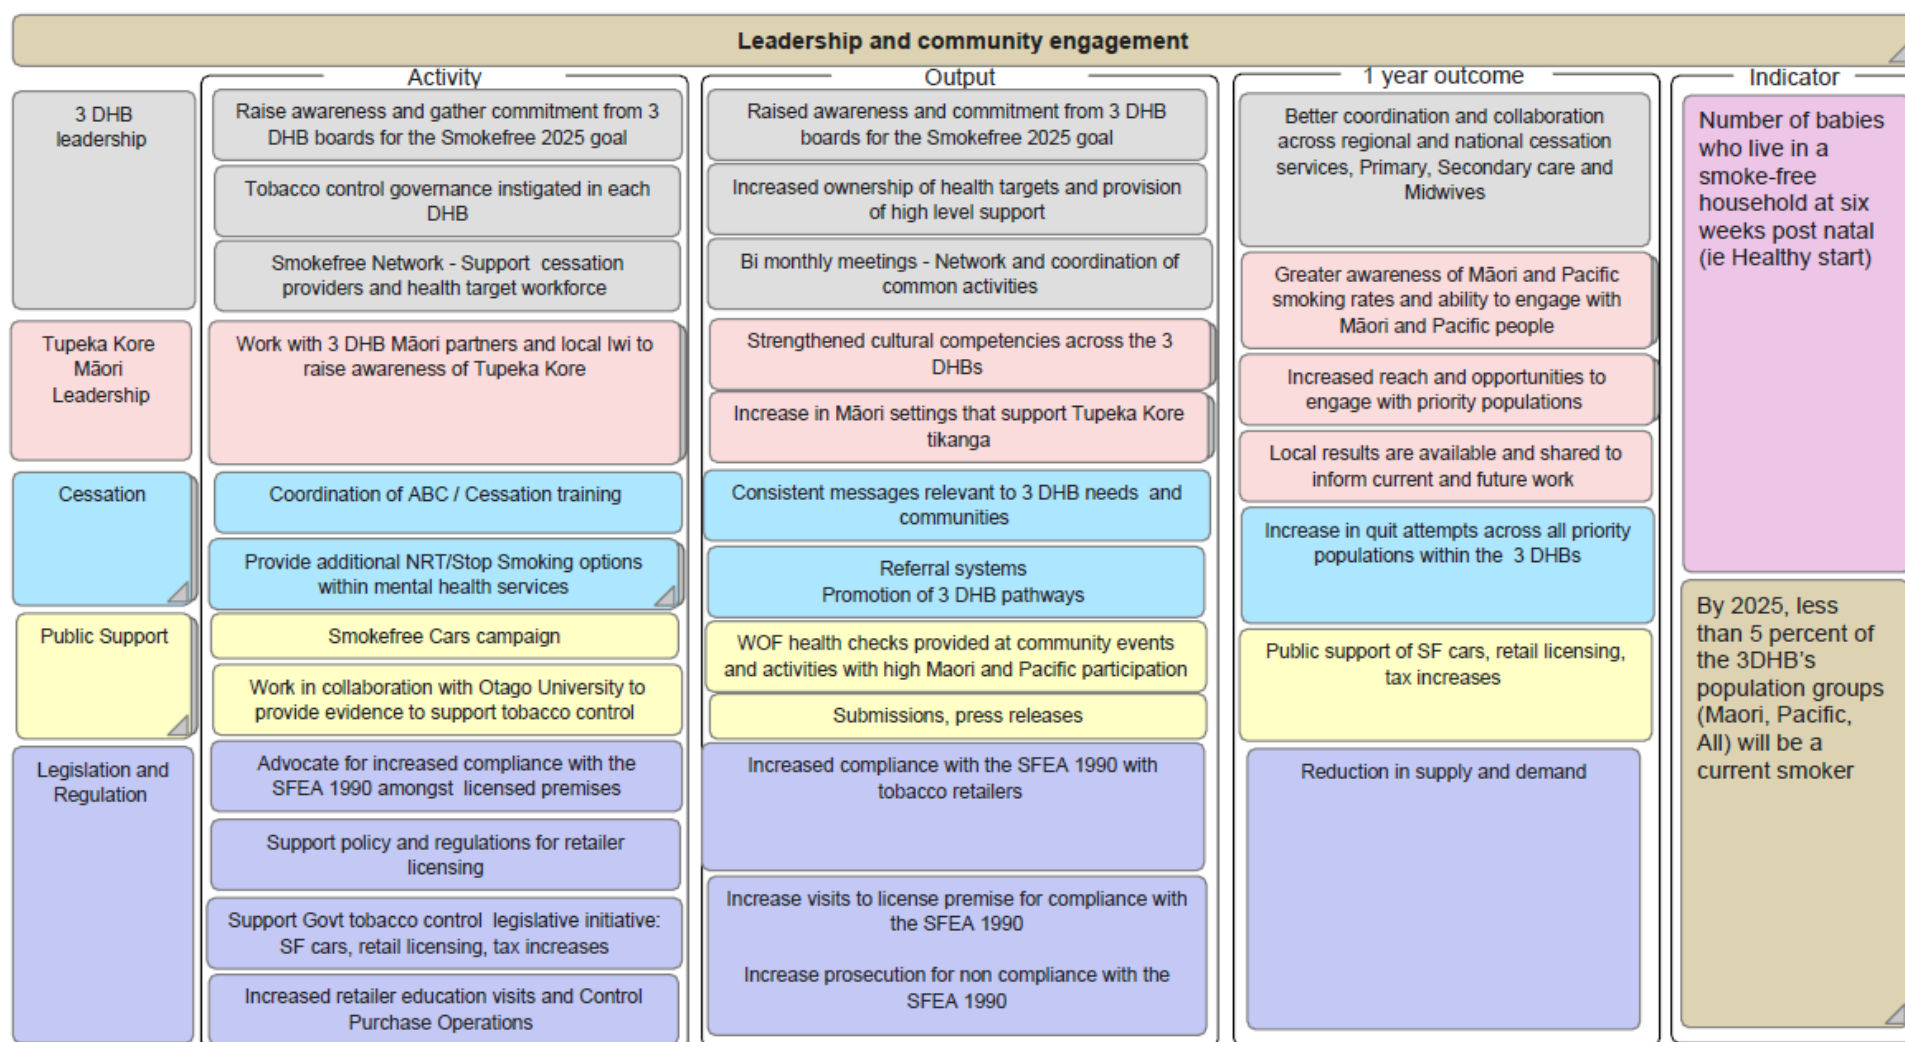 Leadership and community engagement
Activity
Output
1 year outcome
Indicator
3 DHB
leadership
Raise awareness and gather commitment from 3
DHB boards for the Smokefree 2025 goal
Tobacco control governance instigated in each
DHB
Smokefree Network - Support cessation
providers and health target workforce
Raised awareness and commitment from 3 DHB
boards for the Smokefree 2025 goal
Increased ownership of health targets and provision
of high level support
Bi monthly meetings - Network and coordination of
common activities
Better coordination and collaboration
across regional and national cessation
services, Primary, Secondary care and
Midwives
Tupeka Kore
Māori
Leadership
Work with 3 DHB Māori partners and local Iwi to
raise awareness of Tupeka Kore
Strengthened cultural competencies across the 3
DHBs
Increase in Māori settings that support Tupeka Kore
tikanga
Greater awareness of Māori and Pacific
smoking rates and ability to engage with
Māori and Pacific people
Increased reach and opportunities to
engage with priority populations
Local results are available and shared to
inform current and future work
Cessation
Coordination of ABC / Cessation training
Provide additional NRT/Stop Smoking options
within mental health services
Consistent messages relevant to 3 DHB needs and
communities
Referral systems
Promotion of 3 DHB pathways
Increase in quit attempts across all priority
populations within the 3 DHBs
Public Support
Smokefree Cars campaign
Work in collaboration with Otago University to
provide evidence to support tobacco control
WOF health checks provided at community events
and activities with high Maori and Pacific participation
Submissions, press releases
Public support of SF cars, retail licensing,
tax increases
Legislation and
Regulation
Advocate for increased compliance with the
SFEA 1990 amongst licensed premises
Support policy and regulations for retailer
licensing
Support Govt tobacco control legislative initiative:
SF cars, retail licensing, tax increases
Increased retailer education visits and Control
Purchase Operations
Increased compliance with the SFEA 1990 with
tobacco retailers
Increase visits to license premise for compliance with
the SFEA 1990
Increase prosecution for non compliance with the
SFEA 1990
Reduction in supply and demand
Number of babies
who live in a
smoke-free
household at six
weeks post natal
(ie Healthy start)
By 2025, less
than 5 percent of
the 3DHB's
population groups
(Maori, Pacific,
All) will be a
current smoker